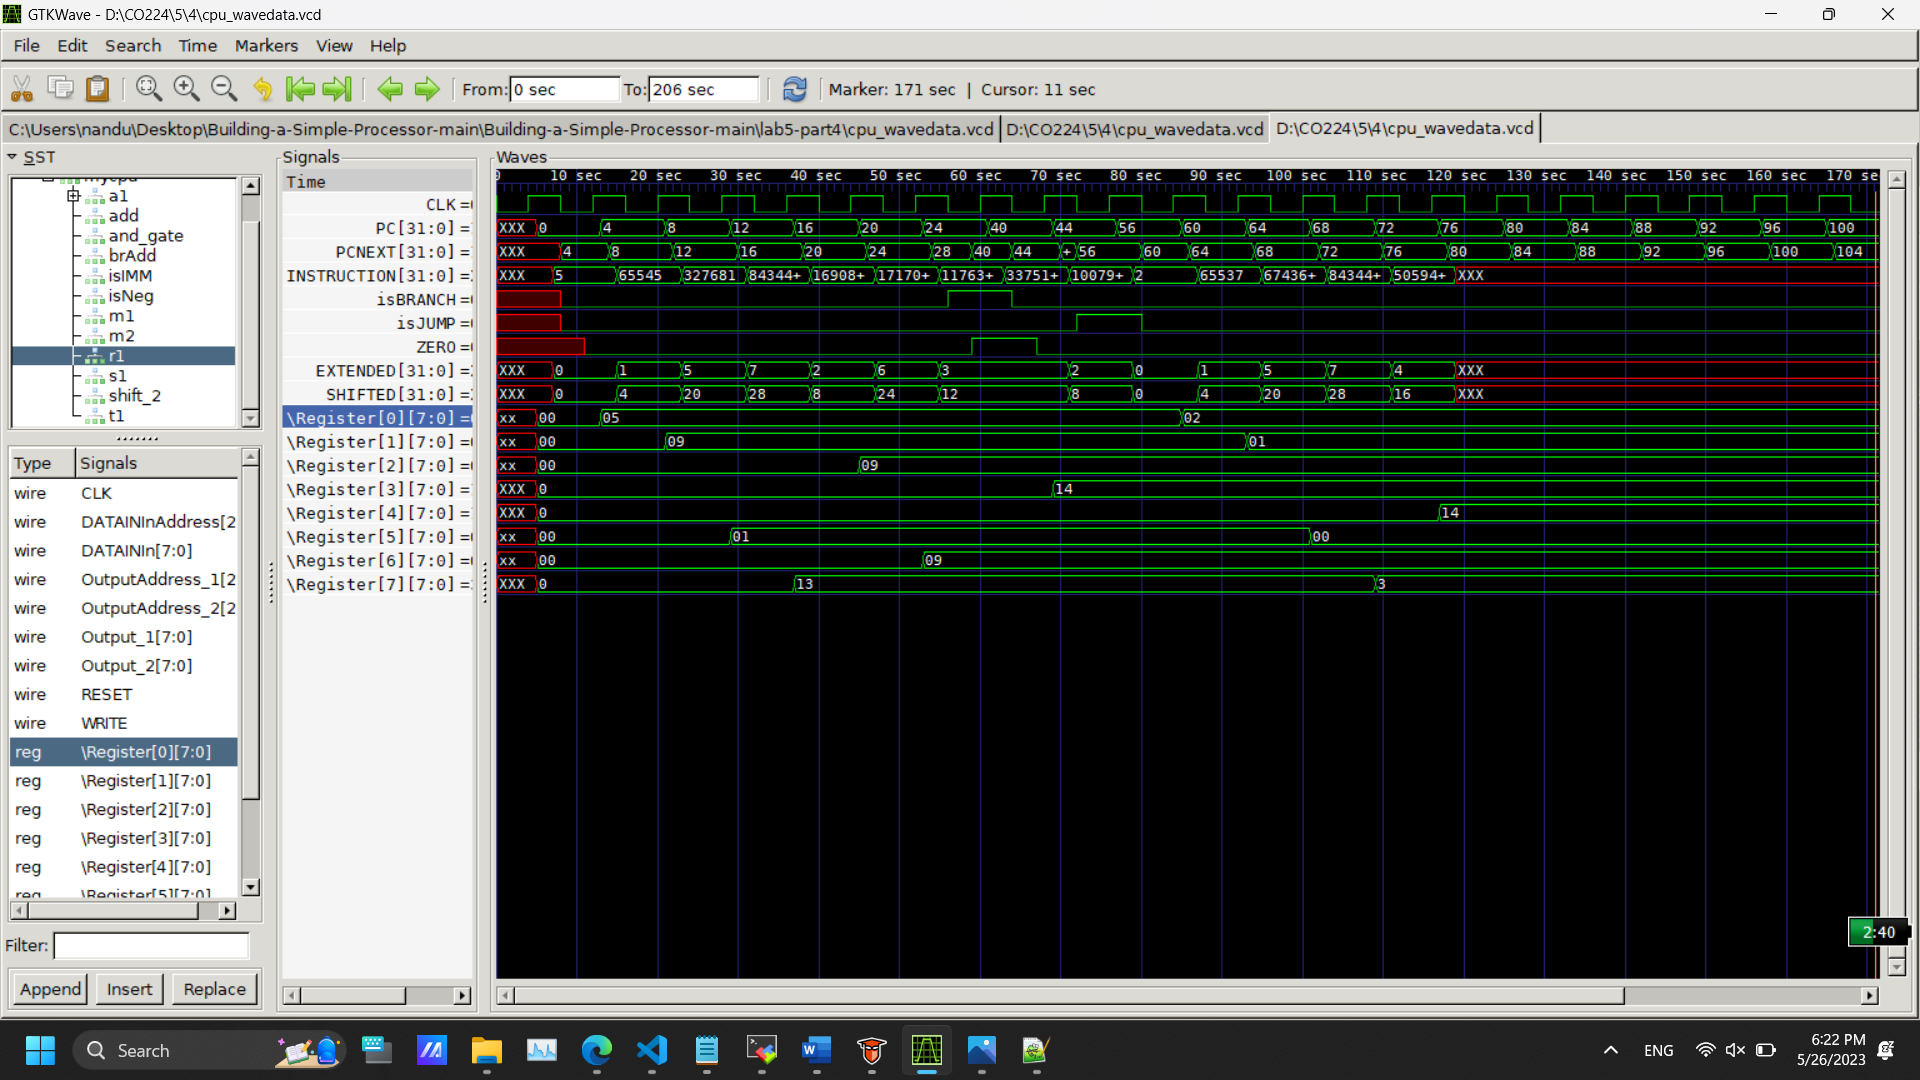 GTKWave - D:\CO224\5\4\cpu_wavedata.vcd
File Edit Search Time Markers View Help
From: 0 sec To: 206 sec Marker: 171 sec | Cursor: 11 sec
C:\Users\nandu\Desktop\Building-a-Simple-Processor-main\Building-a-Simple-Processor-main\lab5-part4\cpu_wavedata.vcd D:\CO224\5\4\cpu_wavedata.vcd D:\CO224\5\4\cpu_wavedata.vcd
SST
a1
add
and_gate
brAdd
isIMM
isNeg
m1
m2
r1
s1
shift_2
t1
Type Signals
wire CLK
wire DATAINInAddress[2
wire DATAINIn[7:0]
wire OutputAddress_1[2
wire OutputAddress_2[2
wire Output_1[7:0]
wire Output_2[7:0]
wire RESET
wire WRITE
reg \Register[0][7:0]
reg \Register[1][7:0]
reg \Register[2][7:0]
reg \Register[3][7:0]
reg \Register[4][7:0]
reg \Register[5][7:0]
Filter:
Append Insert Replace
Signals
Time
Waves
0 10 sec 20 sec 30 sec 40 sec 50 sec 60 sec 70 sec 80 sec 90 sec 100 sec 110 sec 120 sec 130 sec 140 sec 150 sec 160 sec 170 se
CLK =
PC[31:0] = XXX 0 4 8 12 16 20 24 40 44 56 60 64 68 72 76 80 84 88 92 96 100
PCNEXT[31:0] = XXX 4 8 12 16 20 24 28 40 44 + 56 60 64 68 72 76 80 84 88 92 96 100 104
INSTRUCTION[31:0] = XXX 5 65545 327681 84344+ 16908+ 17170+ 11763+ 33751+ 10079+ 2 65537 67436+ 84344+ 50594+ XXX
isBRANCH =
isJUMP =
ZERO =
EXTENDED[31:0] = XXX 0 1 5 7 2 6 3 2 0 1 5 7 4 XXX
SHIFTED[31:0] = XXX 0 4 20 28 8 24 12 8 0 4 20 28 16 XXX
\Register[0][7:0] = xx 00 05 02
\Register[1][7:0] = xx 00 09 01
\Register[2][7:0] = xx 00 09
\Register[3][7:0] = XXX 0 14
\Register[4][7:0] = XXX 0 14
\Register[5][7:0] = xx 00 01 00
\Register[6][7:0] = xx 00 09
\Register[7][7:0] = XXX 0 13 3
2:40
Search
ENG
6:22 PM
5/26/2023